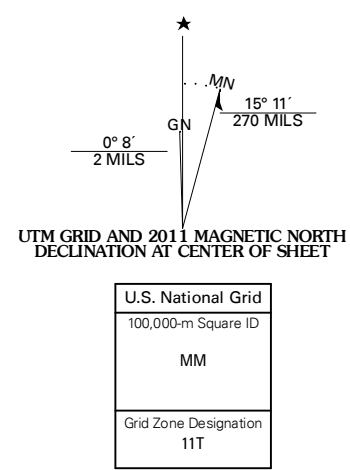 MN
15° 11´
270 MILS
GN
0° 8´
2 MILS
UTM GRID AND 2011 MAGNETIC NORTH
DECLINATION AT CENTER OF SHEET
U.S. National Grid
100,000-m Square ID
MM
Grid Zone Designation
11T